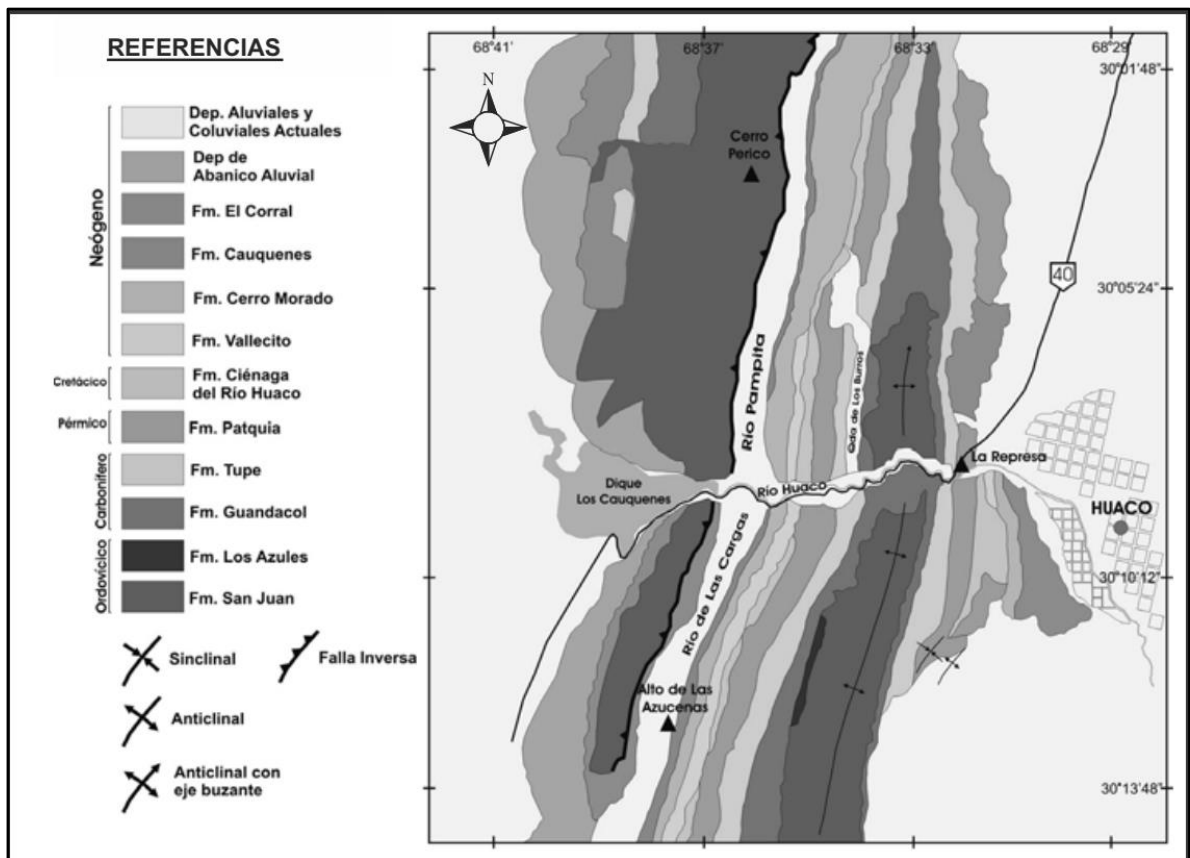 REFERENCIAS
Neógeno
Dep. Aluviales y
Coluviales Actuales
Dep de
Abanico Aluvial
Fm. El Corral
Fm. Cauquenes
Fm. Cerro Morado
Fm. Vallecito
Cretácico
Fm. Ciénaga
del Río Huaco
Pérmico
Fm. Patquia
Carbonífero
Fm. Tupe
Fm. Guandacol
Ordovícico
Fm. Los Azules
Fm. San Juan
Sinclinal
Falla Inversa
Anticlinal
Anticlinal con
eje buzante
68°41'
68°37'
68°33'
68°29'
30°01'48"
N
Cerro
Perico
40
30°05'24"
Río Pampita
Qda de Los Burros
La Represa
Dique
Los Cauquenes
Río Huaco
HUACO
30°10'12"
Río de Las Cargas
Alto de Las
Azucenas
30°13'48"